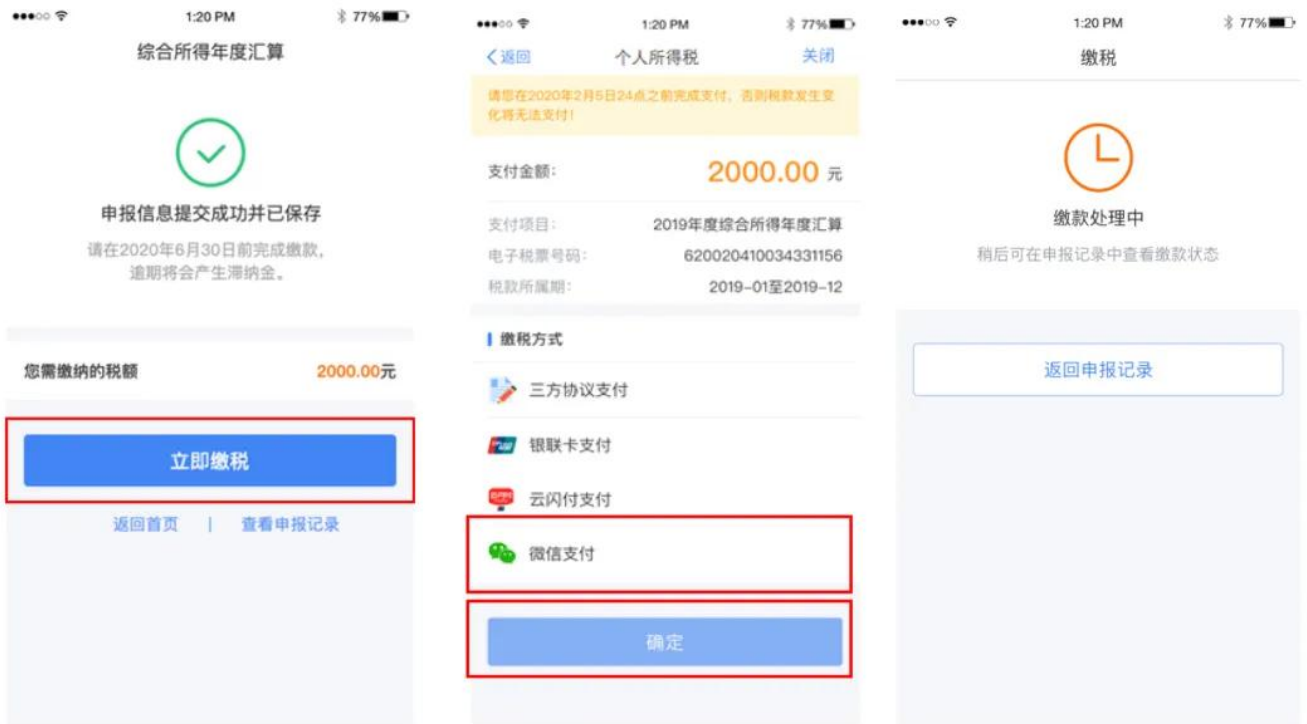 1:20 PM
77%
综合所得年度汇算
申报信息提交成功并已保存
请在2020年6月30日前完成缴款，
逾期将会产生滞纳金。
您需缴纳的税额
2000.00元
立即缴税
返回首页 | 查看申报记录
1:20 PM
77%
返回
个人所得税
关闭
请您在2020年2月5日24点之前完成支付，否则税款发生变
化将无法支付！
支付金额：
2000.00 元
支付项目：
2019年度综合所得年度汇算
电子税票号码：
620020410034331156
税款所属期：
2019-01至2019-12
缴税方式
三方协议支付
银联卡支付
云闪付支付
微信支付
确定
1:20 PM
77%
缴税
缴款处理中
稍后可在申报记录中查看缴款状态
返回申报记录